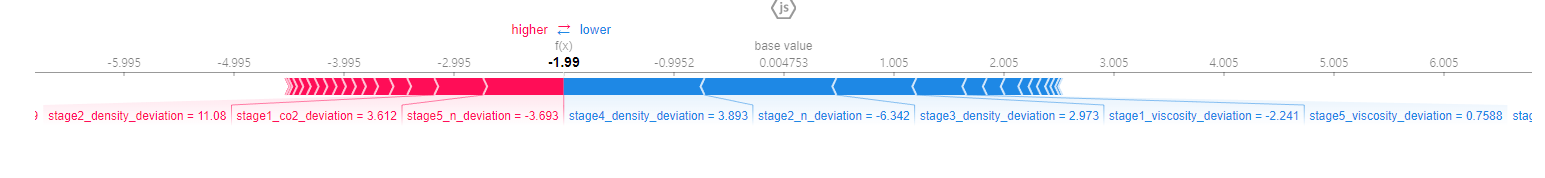 js
higher lower
f(x) base value
-5.995 -4.995 -3.995 -2.995 -1.99 -0.9952 0.004753 1.005 2.005 3.005 4.005 5.005 6.005
9 stage2_density_deviation = 11.08 stage1_co2_deviation = 3.612 stage5_n_deviation = -3.693 stage4_density_deviation = 3.893 stage2_n_deviation = -6.342 stage3_density_deviation = 2.973 stage1_viscosity_deviation = -2.241 stage5_viscosity_deviation = 0.7588 stag